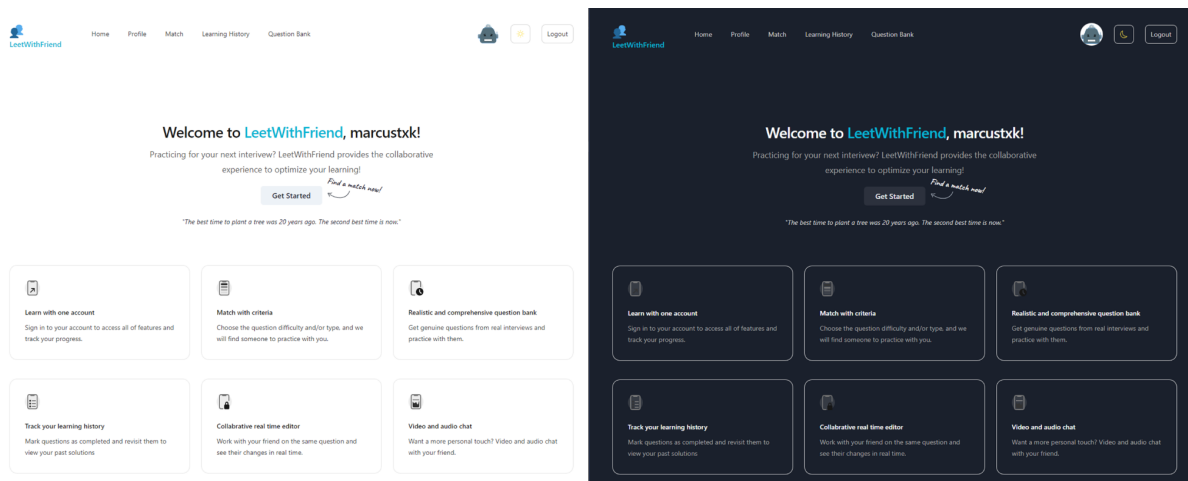 LeetWithFriend
Home Profile Match Learning History Question Bank
Logout
Welcome to LeetWithFriend, marcustxk!
Practicing for your next interivew? LeetWithFriend provides the collaborative
experience to optimize your learning!
Find a match now!
Get Started
"The best time to plant a tree was 20 years ago. The second best time is now."
Learn with one account
Sign in to your account to access all of features and
track your progress.
Match with criteria
Choose the question difficulty and/or type, and we
will find someone to practice with you.
Realistic and comprehensive question bank
Get genuine questions from real interviews and
practice with them.
Track your learning history
Mark questions as completed and revisit them to
view your past solutions
Collabrative real time editor
Work with your friend on the same question and
see their changes in real time.
Video and audio chat
Want a more personal touch? Video and audio chat
with your friend.
LeetWithFriend
Home Profile Match Learning History Question Bank
Logout
Welcome to LeetWithFriend, marcustxk!
Practicing for your next interivew? LeetWithFriend provides the collaborative
experience to optimize your learning!
Find a match now!
Get Started
"The best time to plant a tree was 20 years ago. The second best time is now."
Learn with one account
Sign in to your account to access all of features and
track your progress.
Match with criteria
Choose the question difficulty and/or type, and we
will find someone to practice with you.
Realistic and comprehensive question bank
Get genuine questions from real interviews and
practice with them.
Track your learning history
Mark questions as completed and revisit them to
view your past solutions
Collabrative real time editor
Work with your friend on the same question and
see their changes in real time.
Video and audio chat
Want a more personal touch? Video and audio chat
with your friend.